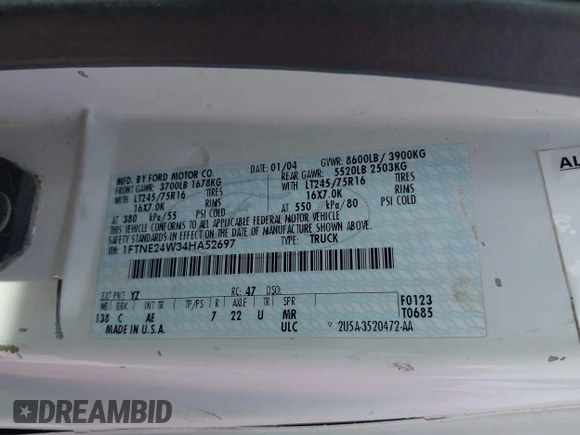 MFD. BY FORD MOTOR CO.
DATE: 01/04 GVWR: 8600LB/ 3900KG
FRONT GAWR: 3700LB 1678KG REAR GAWR: 5520LB 2503KG
WITH LT245/75R16 TIRES WITH LT245/75R16 TIRES
16X7.0K RIMS 16X7.0K RIMS
AT 380 kPa/55 PSI COLD AT 550 kPa/80 PSI COLD
THIS VEHICLE CONFORMS TO ALL APPLICABLE FEDERAL MOTOR VEHICLE
SAFETY STANDARDS IN EFFECT ON THE DATE OF MANUFACTURE SHOWN ABOVE.
VIN: 1FTNE24W34HA52697 TYPE: TRUCK
EXT PNT: YZ RC: 47 DSO:
WB BRK INT TR TP/PS R AXLE TR SPR F0123
138 C AE 7 22 U MR T0685
MADE IN U.S.A. ULC ▽ 2U5A-3520472-AA
AL
DREAMBID